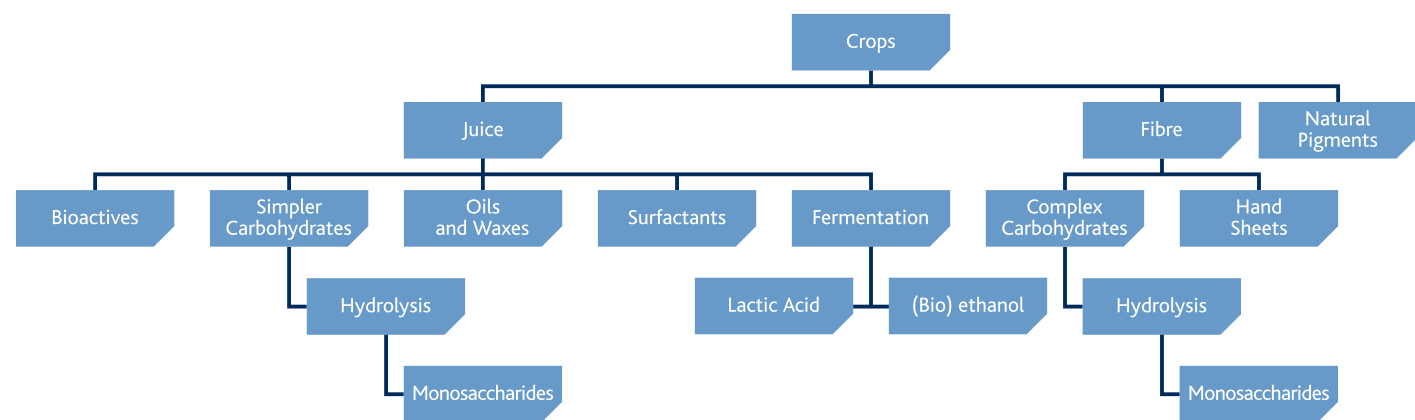 Crops
Juice
Fibre
Natural
Pigments
Bioactives
Simpler
Carbohydrates
Oils
and Waxes
Surfactants
Fermentation
Complex
Carbohydrates
Hand
Sheets
Hydrolysis
Lactic Acid
(Bio) ethanol
Hydrolysis
Monosaccharides
Monosaccharides